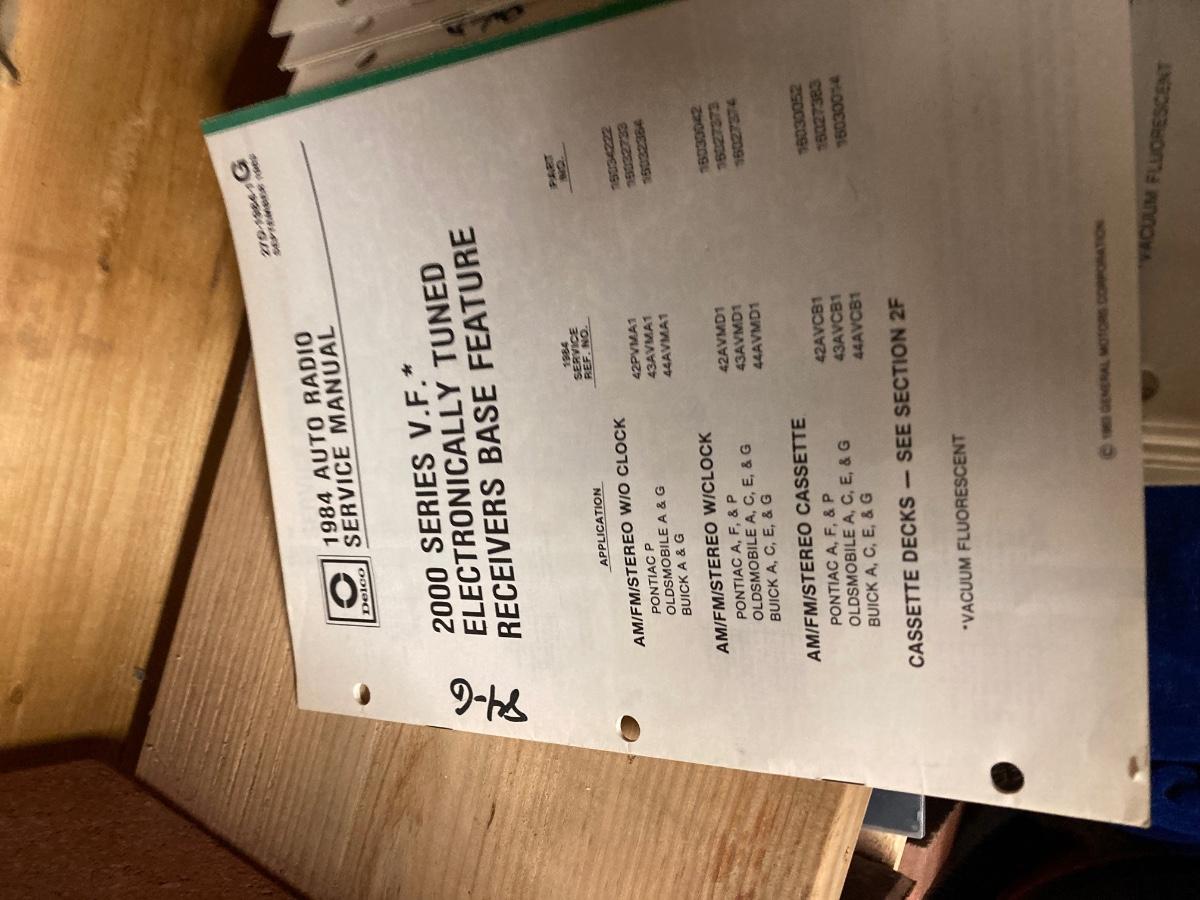 Delco
1984 AUTO RADIO
SERVICE MANUAL
2000 SERIES V.F.*
ELECTRONICALLY TUNED
RECEIVERS BASE FEATURE
APPLICATION
1984
SERVICE
REF. NO.
PART
NO.
AM/FM/STEREO W/O CLOCK
PONTIAC P 42PVMA1 16034222
OLDSMOBILE A & G 43AVMA1 16032733
BUICK A & G 44AVMA1 16032364
AM/FM/STEREO W/CLOCK
PONTIAC A, F, & P 42AVMD1 16030042
OLDSMOBILE A, C, E, & G 43AVMD1 16027373
BUICK A, C, E, & G 44AVMD1 16027374
AM/FM/STEREO CASSETTE
PONTIAC A, F, & P 42AVCB1 16030052
OLDSMOBILE A, C, E, & G 43AVCB1 16027383
BUICK A, C, E, & G 44AVCB1 16030014
CASSETTE DECKS — SEE SECTION 2F
*VACUUM FLUORESCENT
© 1983 GENERAL MOTORS CORPORATION
VACUUM FLUORESCENT